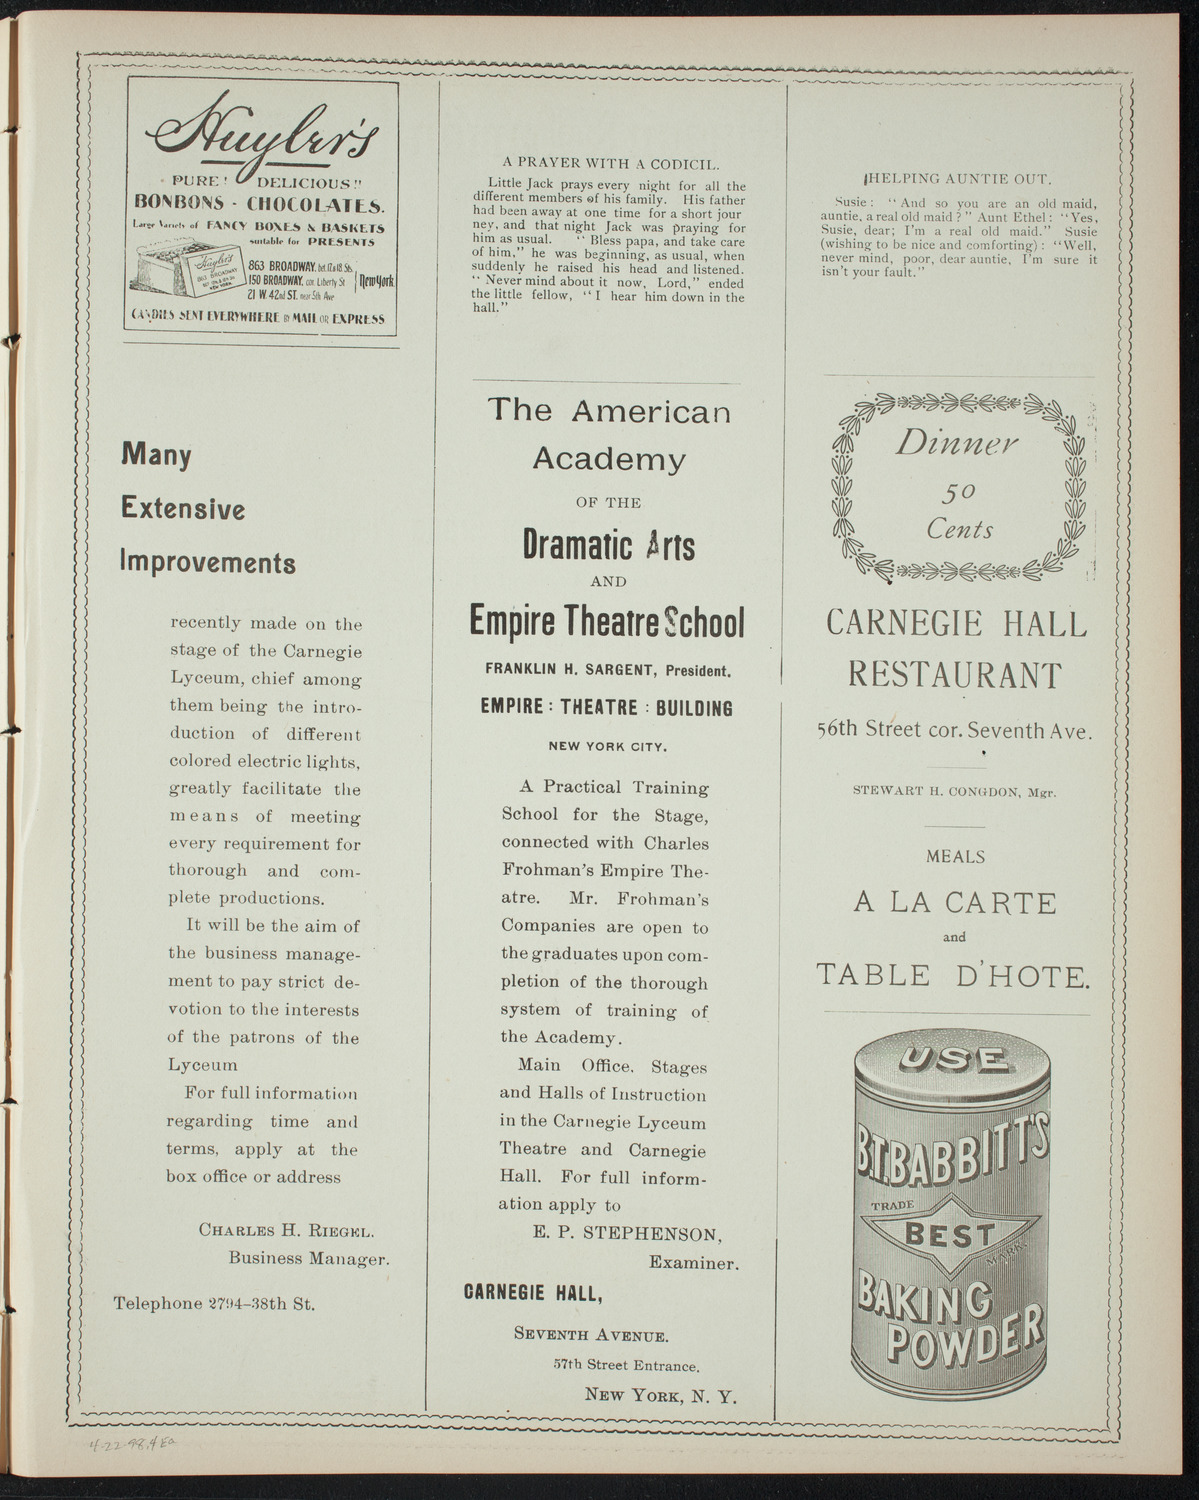 Huyler's
PURE! DELICIOUS!!
BONBONS - CHOCOLATES.
Large Variety of FANCY BOXES & BASKETS
suitable for PRESENTS
Huyler's
863 BROADWAY
NEW YORK
863 BROADWAY, bet. 17 & 18 Sts.
150 BROADWAY, cor. Liberty St
21 W. 42nd ST. near 5th Ave
New York
CANDIES SENT EVERYWHERE BY MAIL OR EXPRESS
Many
Extensive
Improvements
recently made on the
stage of the Carnegie
Lyceum, chief among
them being the intro-
duction of different
colored electric lights,
greatly facilitate the
means of meeting
every requirement for
thorough and com-
plete productions.
It will be the aim of
the business manage-
ment to pay strict de-
votion to the interests
of the patrons of the
Lyceum
For full information
regarding time and
terms, apply at the
box office or address
CHARLES H. RIEGEL.
Business Manager.
Telephone 2794-38th St.
A PRAYER WITH A CODICIL.
Little Jack prays every night for all the
different members of his family. His father
had been away at one time for a short jour
ney, and that night Jack was praying for
him as usual. "Bless papa, and take care
of him," he was beginning, as usual, when
suddenly he raised his head and listened.
"Never mind about it now, Lord," ended
the little fellow, "I hear him down in the
hall."
The American
Academy
OF THE
Dramatic Arts
AND
Empire Theatre School
FRANKLIN H. SARGENT, President.
EMPIRE : THEATRE : BUILDING
NEW YORK CITY.
A Practical Training
School for the Stage,
connected with Charles
Frohman's Empire The-
atre. Mr. Frohman's
Companies are open to
the graduates upon com-
pletion of the thorough
system of training of
the Academy.
Main Office, Stages
and Halls of Instruction
in the Carnegie Lyceum
Theatre and Carnegie
Hall. For full inform-
ation apply to
E. P. STEPHENSON,
Examiner.
CARNEGIE HALL,
SEVENTH AVENUE.
57th Street Entrance.
NEW YORK, N. Y.
HELPING AUNTIE OUT.
Susie: "And so you are an old maid,
auntie, a real old maid?" Aunt Ethel: "Yes,
Susie, dear; I'm a real old maid." Susie
(wishing to be nice and comforting): "Well,
never mind, poor, dear auntie, I'm sure it
isn't your fault."
Dinner
50
Cents
CARNEGIE HALL
RESTAURANT
56th Street cor. Seventh Ave.
STEWART H. CONGDON, Mgr.
MEALS
A LA CARTE
and
TABLE D'HOTE.
USE
B.T. BABBITT'S
TRADE
BEST
MARK
BAKING
POWDER
4-22-98,4 Ea